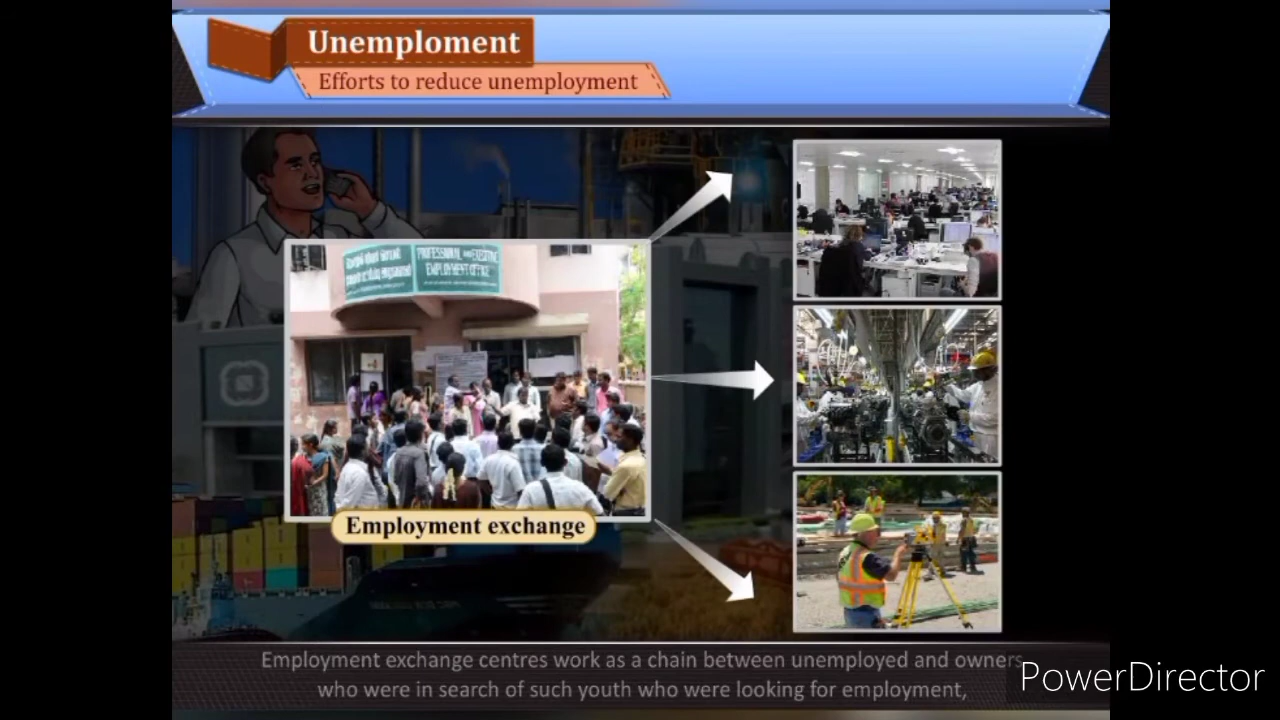 Unemploment
Efforts to reduce unemployment
PROFESSIONAL AND EXECUTIVE
EMPLOYMENT OFFICE
Employment exchange
Employment exchange centres work as a chain between unemployed and owners
who were in search of such youth who were looking for employment,
PowerDirector